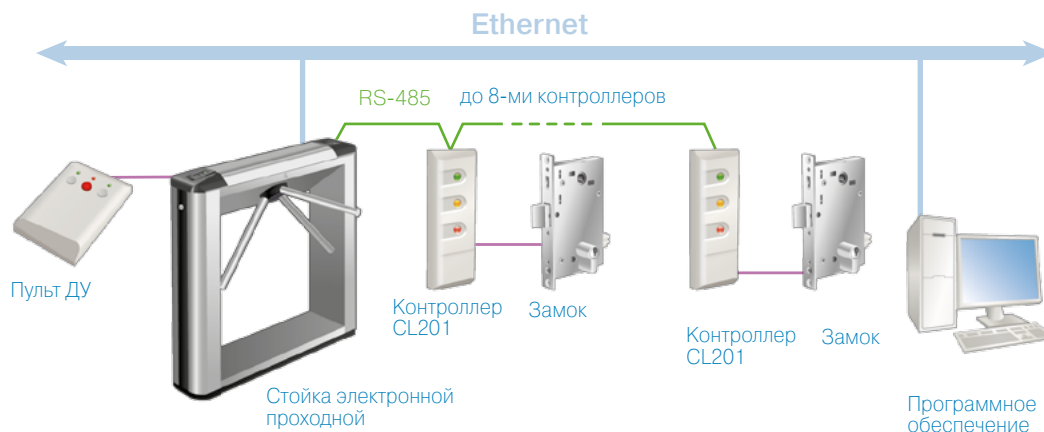 Ethernet
RS-485
до 8-ми контроллеров
Пульт ДУ
Контроллер
CL201
Замок
Контроллер
CL201
Замок
Стойка электронной
проходной
Программное
обеспечение